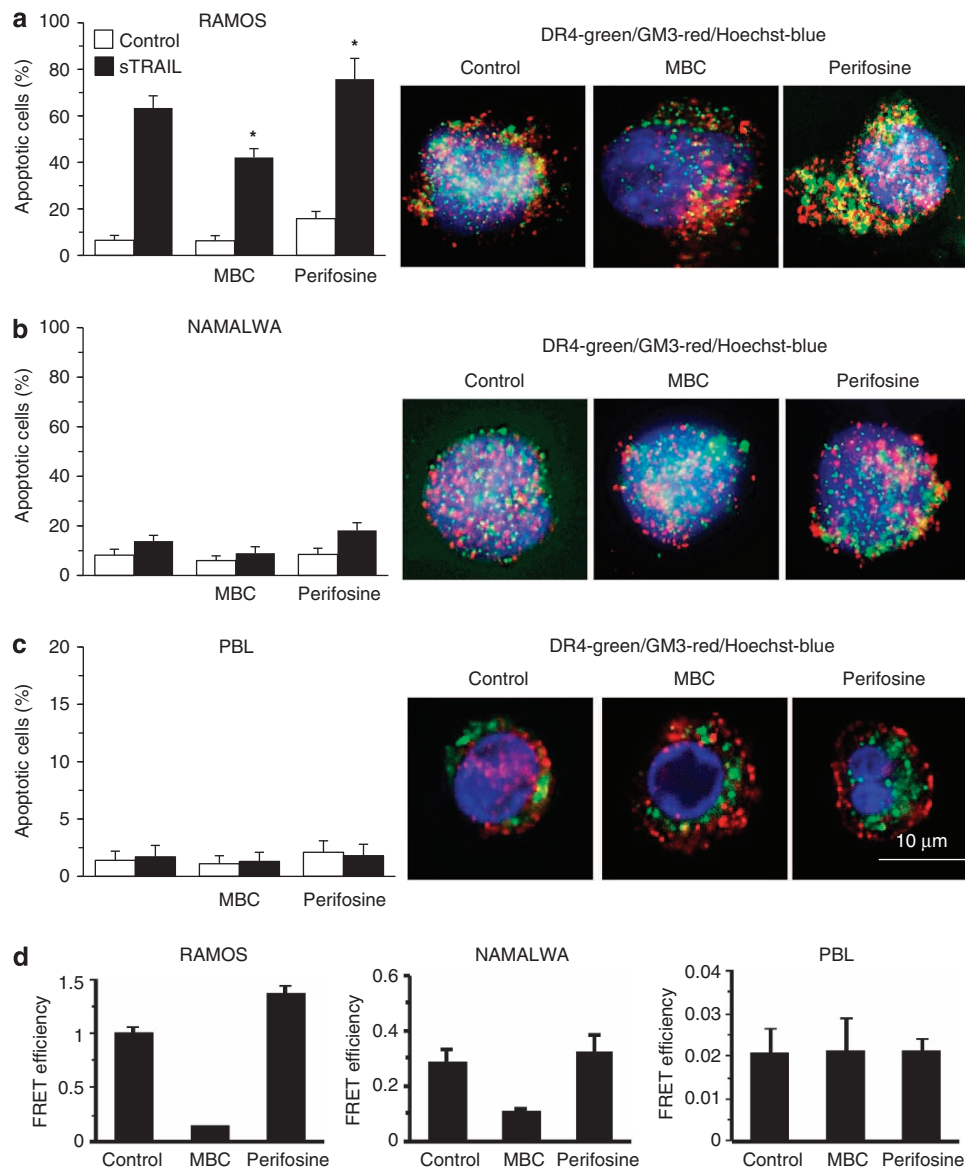 a
RAMOS
Apoptotic cells (%)
100
80
60
40
20
0
Control
sTRAIL
*
*
MBC
Perifosine
DR4-green/GM3-red/Hoechst-blue
Control
MBC
Perifosine
b
NAMALWA
Apoptotic cells (%)
100
80
60
40
20
0
MBC
Perifosine
DR4-green/GM3-red/Hoechst-blue
Control
MBC
Perifosine
c
PBL
Apoptotic cells (%)
20
15
10
5
0
MBC
Perifosine
DR4-green/GM3-red/Hoechst-blue
Control
MBC
Perifosine
10 μm
d
RAMOS
FRET efficiency
1.5
1
0.5
0
Control
MBC
Perifosine
NAMALWA
FRET efficiency
0.6
0.4
0.2
0
Control
MBC
Perifosine
PBL
FRET efficiency
0.04
0.03
0.02
0.01
0
Control
MBC
Perifosine